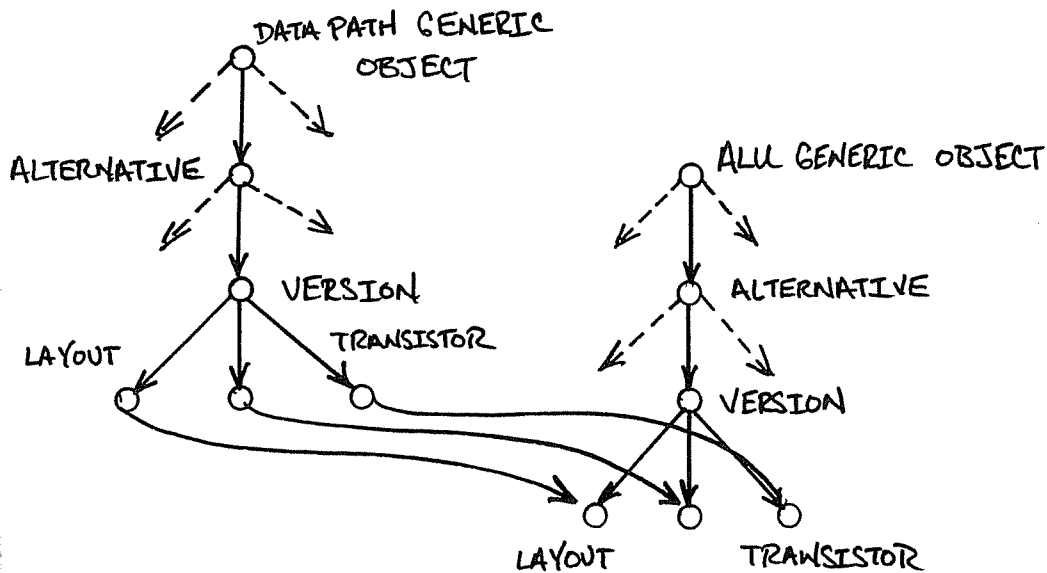 DATA PATH GENERIC
OBJECT
ALTERNATIVE
ALU GENERIC OBJECT
VERSION
ALTERNATIVE
LAYOUT
TRANSISTOR
VERSION
LAYOUT
TRANSISTOR